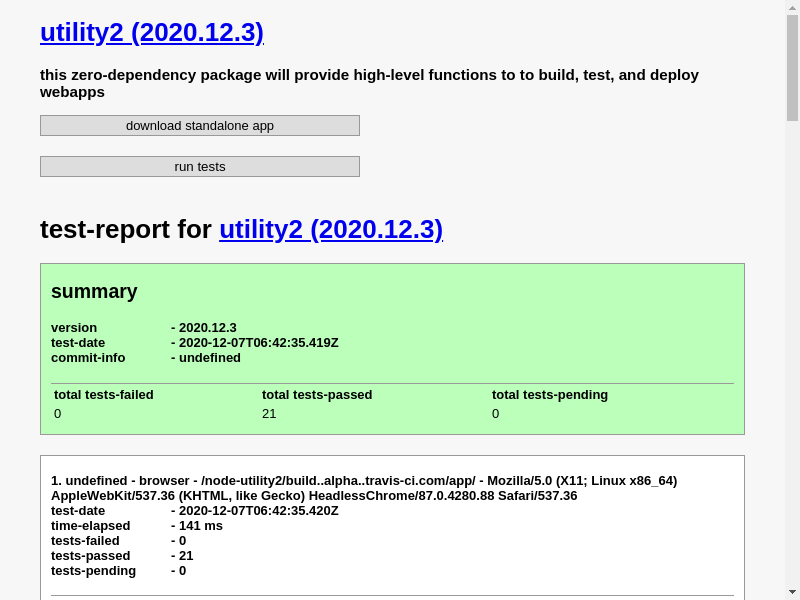 utility2 (2020.12.3)
this zero-dependency package will provide high-level functions to to build, test, and deploy
webapps
download standalone app
run tests
test-report for utility2 (2020.12.3)
summary
version - 2020.12.3
test-date - 2020-12-07T06:42:35.419Z
commit-info - undefined
total tests-failed total tests-passed total tests-pending
0 21 0
1. undefined - browser - /node-utility2/build..alpha..travis-ci.com/app/ - Mozilla/5.0 (X11; Linux x86_64)
AppleWebKit/537.36 (KHTML, like Gecko) HeadlessChrome/87.0.4280.88 Safari/537.36
test-date - 2020-12-07T06:42:35.420Z
time-elapsed - 141 ms
tests-failed - 0
tests-passed - 21
tests-pending - 0